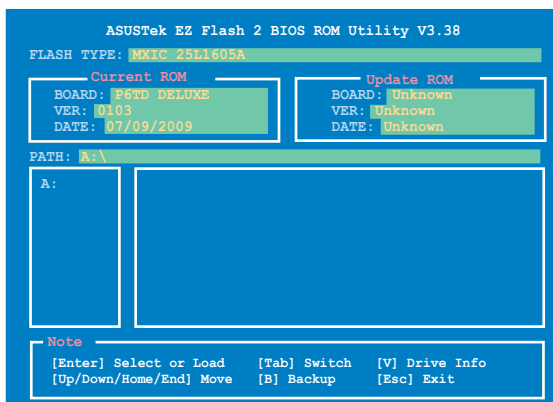 ASUSTek EZ Flash 2 BIOS ROM Utility V3.38
FLASH TYPE: MXIC 25L1605A
Current ROM
BOARD: P6TD DELUXE
VER: 0103
DATE: 07/09/2009
Update ROM
BOARD: Unknown
VER: Unknown
DATE: Unknown
PATH: A:\
A:
Note
[Enter] Select or Load [Tab] Switch [V] Drive Info
[Up/Down/Home/End] Move [B] Backup [Esc] Exit